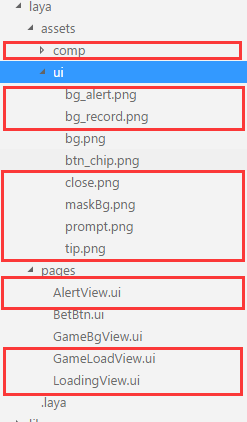 laya
assets
comp
ui
bg_alert.png
bg_record.png
bg.png
btn_chip.png
close.png
maskBg.png
prompt.png
tip.png
pages
AlertView.ui
BetBtn.ui
GameBgView.ui
GameLoadView.ui
LoadingView.ui
.laya